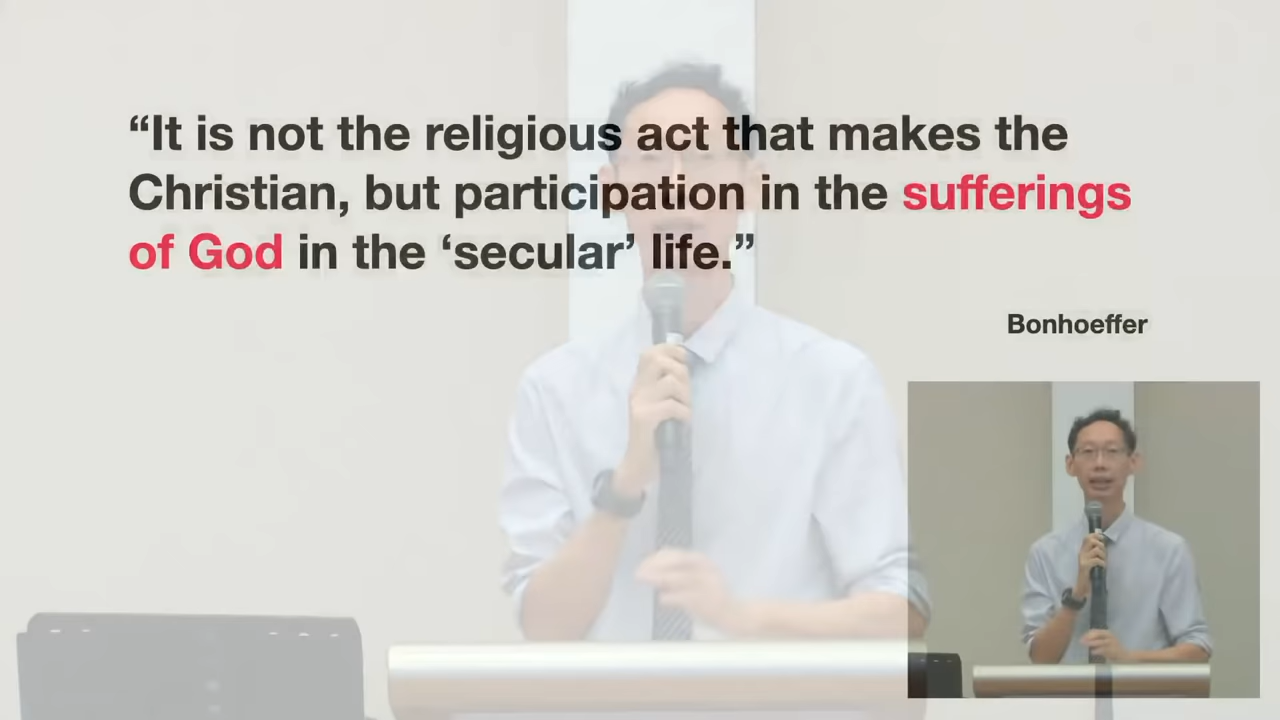 “It is not the religious act that makes the
Christian, but participation in the sufferings
of God in the ‘secular’ life.”
Bonhoeffer